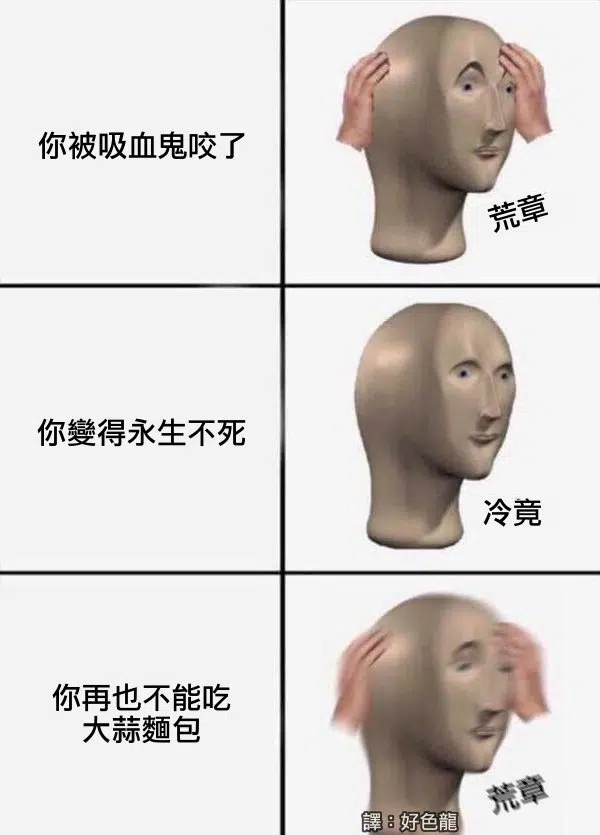 你被吸血鬼咬了
荒章
你變得永生不死
冷竟
你再也不能吃
大蒜麵包
荒章
譯：好色龍